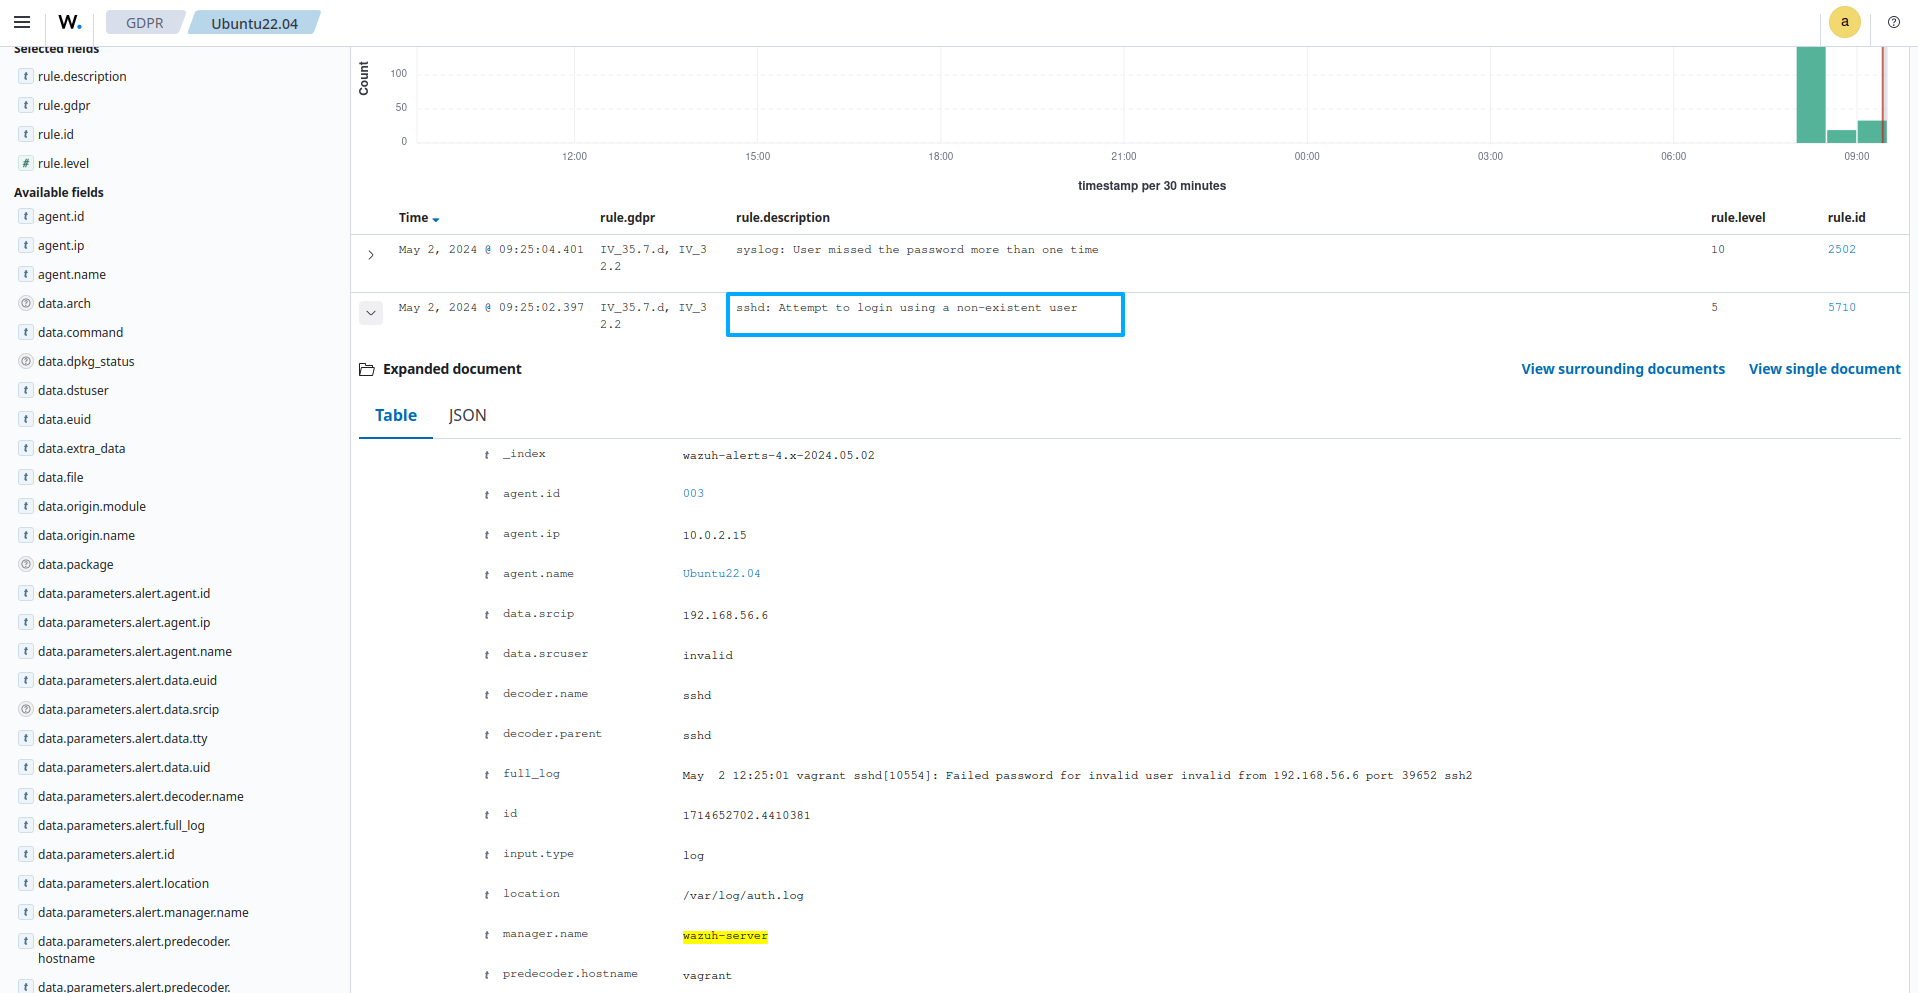 W. GDPR Ubuntu22.04 a
Selected fields
t rule.description
t rule.gdpr
t rule.id
# rule.level
Available fields
t agent.id
t agent.ip
t agent.name
data.arch
t data.command
data.dpkg_status
t data.dstuser
t data.euid
t data.extra_data
t data.file
t data.origin.module
t data.origin.name
data.package
t data.parameters.alert.agent.id
t data.parameters.alert.agent.ip
t data.parameters.alert.agent.name
t data.parameters.alert.data.euid
data.parameters.alert.data.srcip
t data.parameters.alert.data.tty
t data.parameters.alert.data.uid
t data.parameters.alert.decoder.name
t data.parameters.alert.full_log
t data.parameters.alert.id
t data.parameters.alert.location
t data.parameters.alert.manager.name
t data.parameters.alert.predecoder.
hostname
t data.parameters.alert.predecoder.
Count
100
50
0
12:00 15:00 18:00 21:00 00:00 03:00 06:00 09:00
timestamp per 30 minutes
Time rule.gdpr rule.description rule.level rule.id
May 2, 2024 @ 09:25:04.401 IV_35.7.d, IV_3 syslog: User missed the password more than one time 10 2502
2.2
May 2, 2024 @ 09:25:02.397 IV_35.7.d, IV_3 sshd: Attempt to login using a non-existent user 5 5710
2.2
Expanded document View surrounding documents View single document
Table JSON
t _index wazuh-alerts-4.x-2024.05.02
t agent.id 003
t agent.ip 10.0.2.15
t agent.name Ubuntu22.04
t data.srcip 192.168.56.6
t data.srcuser invalid
t decoder.name sshd
t decoder.parent sshd
t full_log May  2 12:25:01 vagrant sshd[10554]: Failed password for invalid user invalid from 192.168.56.6 port 39652 ssh2
t id 1714652702.4410381
t input.type log
t location /var/log/auth.log
t manager.name wazuh-server
t predecoder.hostname vagrant